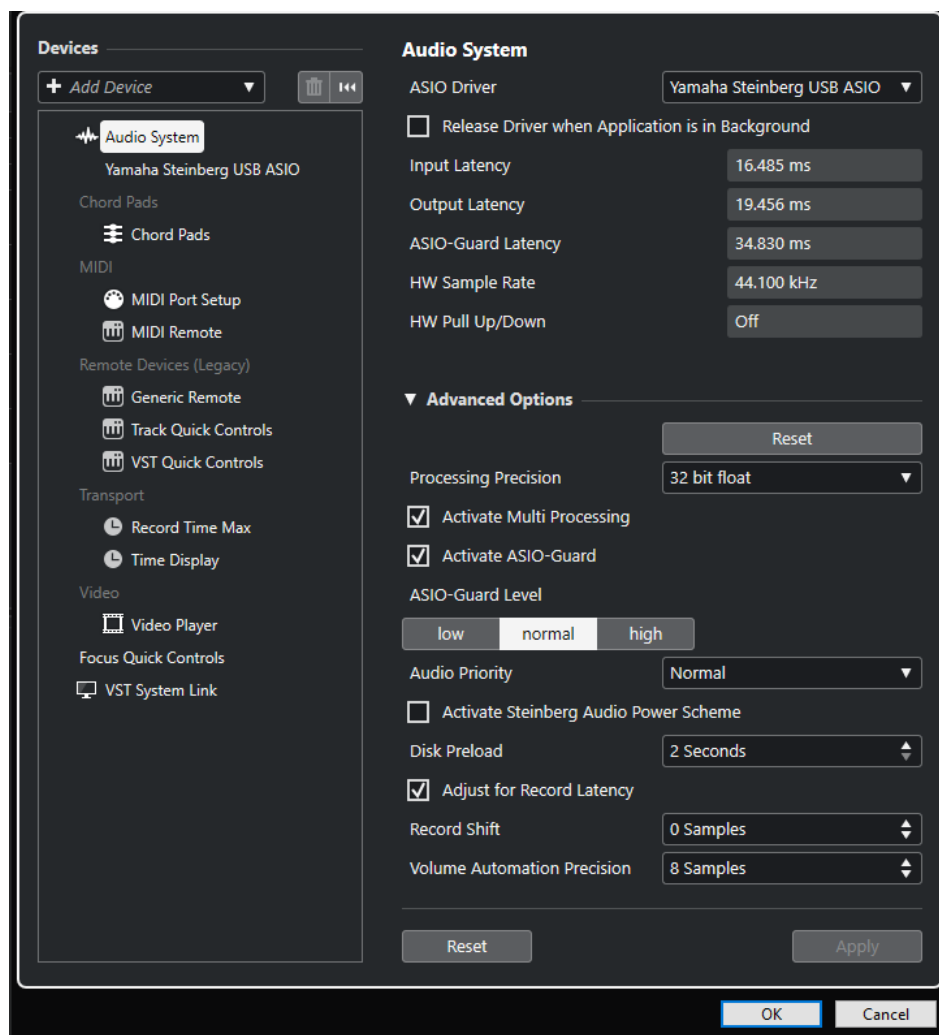 Devices
+ Add Device
Audio System
Yamaha Steinberg USB ASIO
Chord Pads
Chord Pads
MIDI
MIDI Port Setup
MIDI Remote
Remote Devices (Legacy)
Generic Remote
Track Quick Controls
VST Quick Controls
Transport
Record Time Max
Time Display
Video
Video Player
Focus Quick Controls
VST System Link
Audio System
ASIO Driver Yamaha Steinberg USB ASIO
Release Driver when Application is in Background
Input Latency 16.485 ms
Output Latency 19.456 ms
ASIO-Guard Latency 34.830 ms
HW Sample Rate 44.100 kHz
HW Pull Up/Down Off
Advanced Options
Reset
Processing Precision 32 bit float
Activate Multi Processing
Activate ASIO-Guard
ASIO-Guard Level
low normal high
Audio Priority Normal
Activate Steinberg Audio Power Scheme
Disk Preload 2 Seconds
Adjust for Record Latency
Record Shift 0 Samples
Volume Automation Precision 8 Samples
Reset Apply
OK Cancel